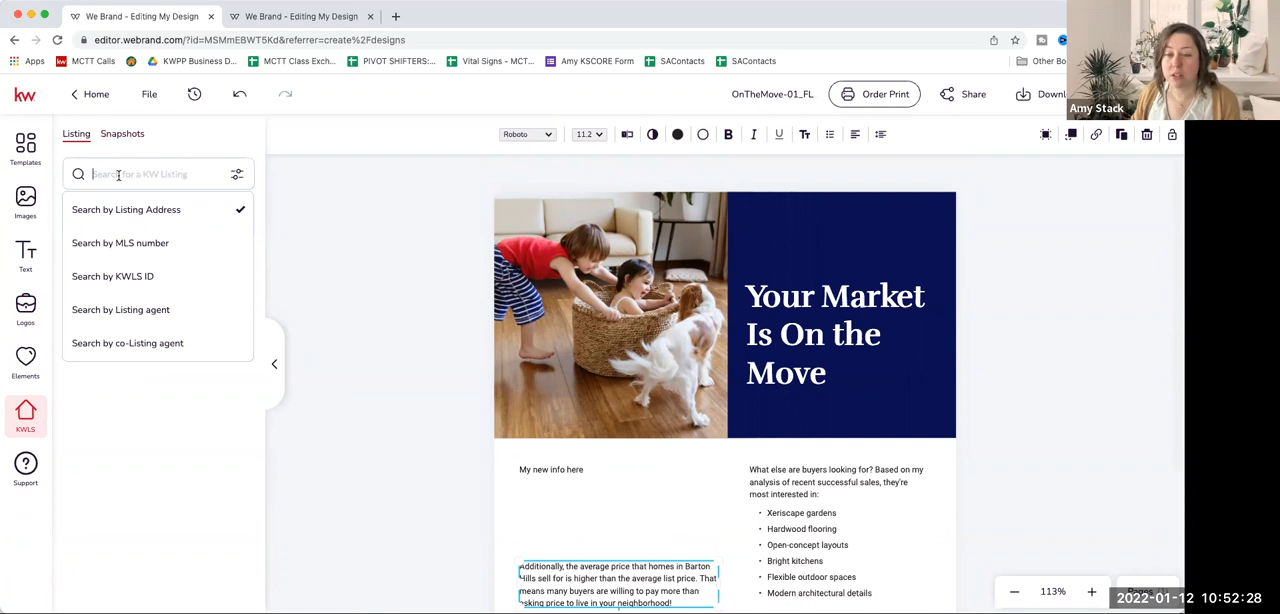 We Brand - Editing My Design
We Brand - Editing My Design
editor.webrand.com/?id=MSMmEBWT5Kd&referrer=create%2Fdesigns
Apps
MCTT Calls
KWPP Business D...
MCTT Class Exch...
PIVOT SHIFTERS:...
Vital Signs - MCT...
Amy KSCORE Form
SAContacts
SAContacts
Other Bo
kw
Home
File
OnTheMove-01_FL
Order Print
Share
Downl
Amy Stack
Templates
Images
Text
Logos
Elements
KWLS
Support
Listing
Snapshots
Search for a KW Listing
Search by Listing Address
Search by MLS number
Search by KWLS ID
Search by Listing agent
Search by co-Listing agent
Roboto
11.2
B
I
U
Your Market
Is On the
Move
My new info here
Additionally, the average price that homes in Barton
Hills sell for is higher than the average list price. That
means many buyers are willing to pay more than
asking price to live in your neighborhood!
What else are buyers looking? Based on my
analysis of recent successful sales, they're
most interested in:
• Xeriscape gardens
• Hardwood flooring
• Open-concept layouts
• Bright kitchens
• Flexible outdoor spaces
• Modern architectural details
113%
2022-01-12 10:52:28